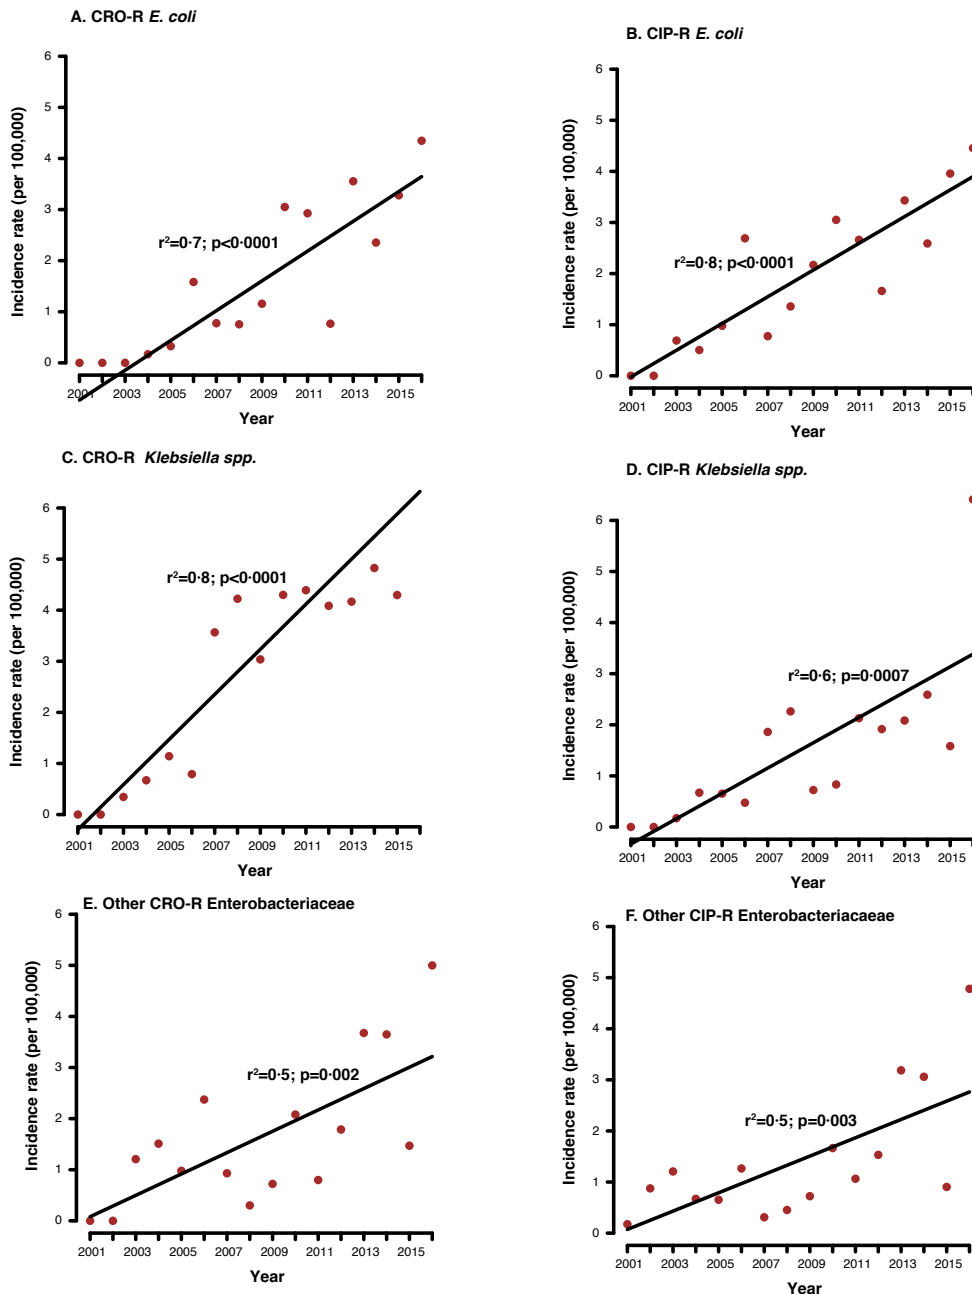 A. CRO-R E. coli
6
5
4
3
2
1
0
Incidence rate (per 100,000)
r²=0·7; p<0·0001
2001 2003 2005 2007 2009 2011 2013 2015
Year
B. CIP-R E. coli
6
5
4
3
2
1
0
Incidence rate (per 100,000)
r²=0·8; p<0·0001
2001 2003 2005 2007 2009 2011 2013 2015
Year
C. CRO-R Klebsiella spp.
6
5
4
3
2
1
0
Incidence rate (per 100,000)
r²=0·8; p<0·0001
2001 2003 2005 2007 2009 2011 2013 2015
Year
D. CIP-R Klebsiella spp.
6
5
4
3
2
1
0
Incidence rate (per 100,000)
r²=0·6; p=0·0007
2001 2003 2005 2007 2009 2011 2013 2015
Year
E. Other CRO-R Enterobacteriaceae
6
5
4
3
2
1
0
Incidence rate (per 100,000)
r²=0·5; p=0·002
2001 2003 2005 2007 2009 2011 2013 2015
Year
F. Other CIP-R Enterobacteriacaeae
6
5
4
3
2
1
0
Incidence rate (per 100,000)
r²=0·5; p=0·003
2001 2003 2005 2007 2009 2011 2013 2015
Year